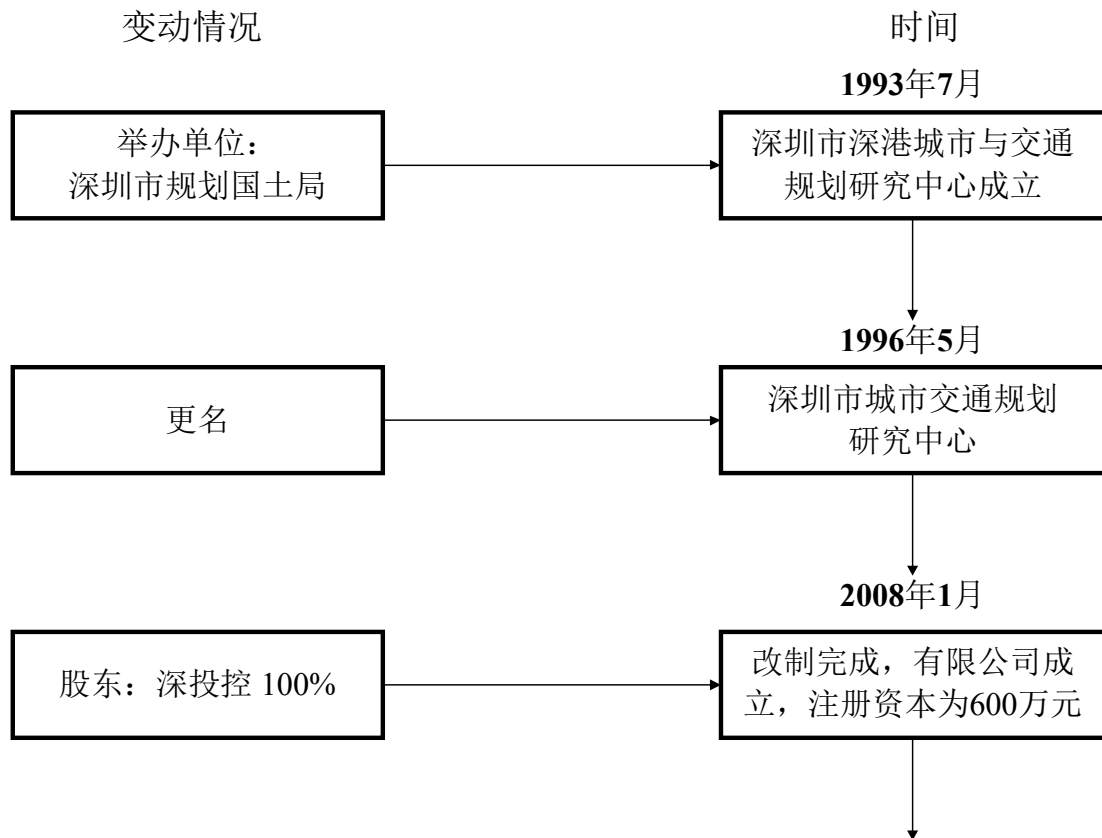 变动情况
时间
1993年7月
举办单位：
深圳市规划国土局
深圳市深港城市与交通
规划研究中心成立
1996年5月
更名
深圳市城市交通规划
研究中心
2008年1月
股东：深投控 100%
改制完成，有限公司成
立，注册资本为600万元